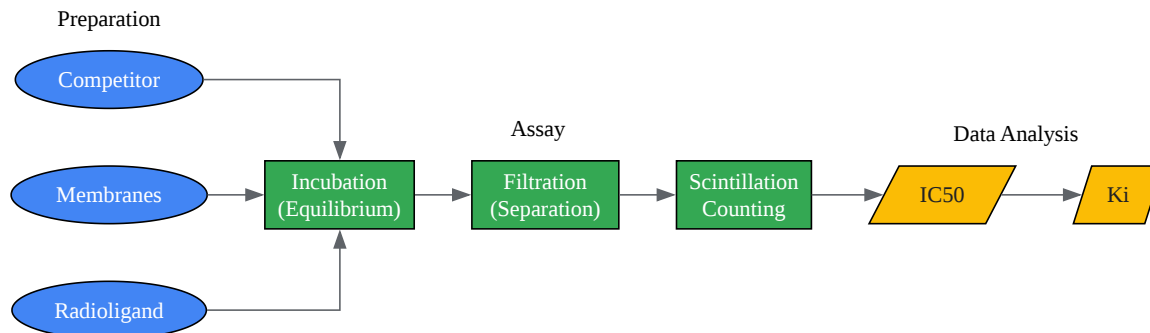 Preparation
Competitor
Assay
Data Analysis
Membranes
Incubation
(Equilibrium)
Filtration
(Separation)
Scintillation
Counting
IC50
Ki
Radioligand